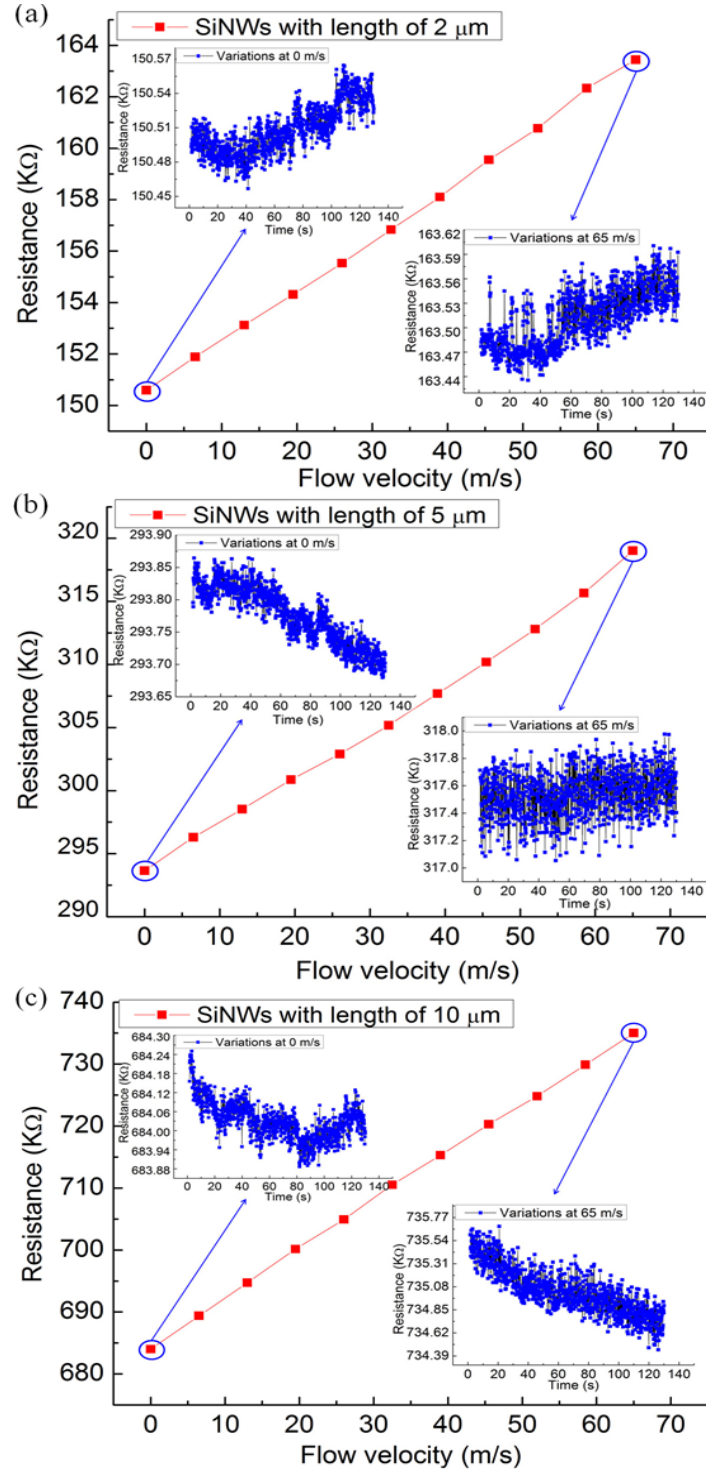 (a)
SiNWs with length of 2 μm
Variations at 0 m/s
Resistance (KΩ)
150.57
150.54
150.51
150.48
150.45
0 20 40 60 80 100 120 140
Time (s)
Variations at 65 m/s
Resistance (KΩ)
163.62
163.59
163.56
163.53
163.50
163.47
163.44
0 20 40 60 80 100 120 140
Time (s)
Resistance (KΩ)
164
162
160
158
156
154
153
151
150
0 10 20 30 40 50 60 70
Flow velocity (m/s)
(b)
SiNWs with length of 5 μm
Variations at 0 m/s
Resistance (KΩ)
293.90
293.85
293.80
293.75
293.70
293.65
0 20 40 60 80 100 120 140
Time (s)
Variations at 65 m/s
Resistance (KΩ)
318.0
317.8
317.6
317.4
317.2
317.0
0 20 40 60 80 100 120 140
Time (s)
Resistance (KΩ)
320
315
310
305
300
295
290
0 10 20 30 40 50 60 70
Flow velocity (m/s)
(c)
SiNWs with length of 10 μm
Variations at 0 m/s
Resistance (KΩ)
684.30
684.24
684.12
684.06
684.00
683.94
683.88
0 20 40 60 80 100 120 140
Time (s)
Variations at 65 m/s
Resistance (KΩ)
735.77
735.54
735.31
735.08
734.85
734.62
734.39
0 20 40 60 80 100 120 140
Time (s)
Resistance (KΩ)
740
730
720
710
700
690
680
0 10 20 30 40 50 60 70
Flow velocity (m/s)